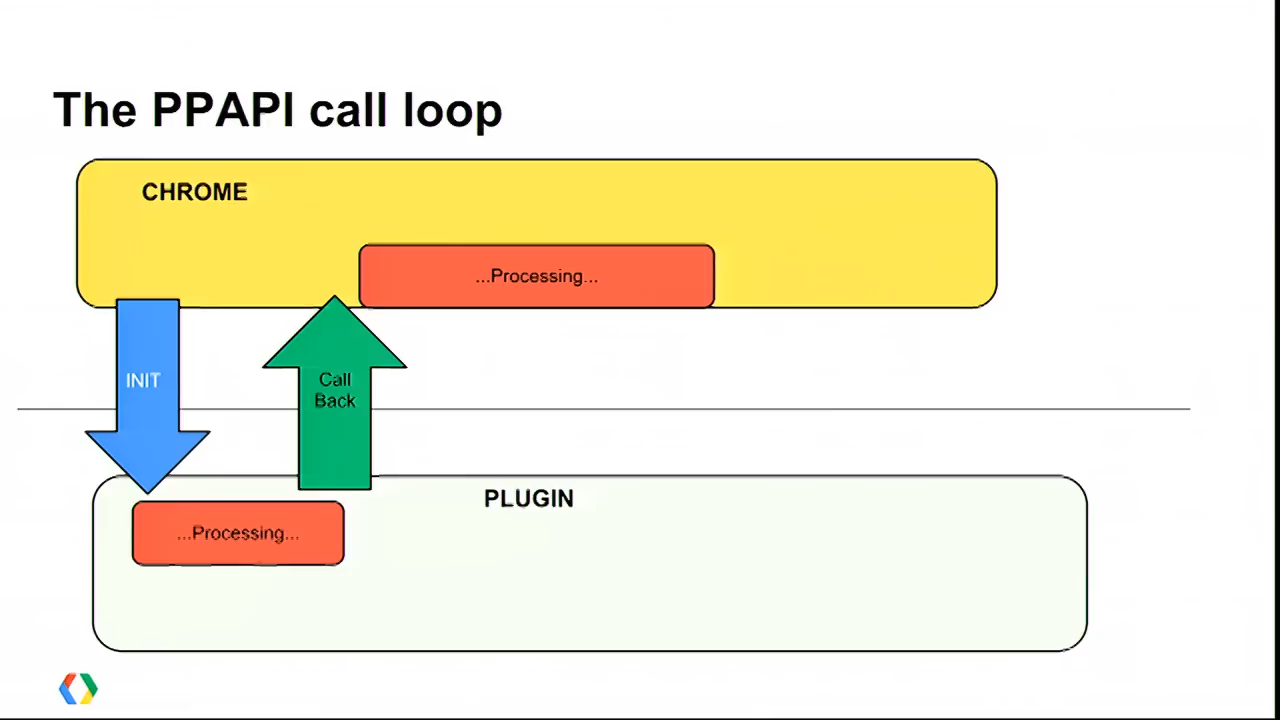 The PPAPI call loop
CHROME
...Processing...
INIT
Call
Back
PLUGIN
...Processing...